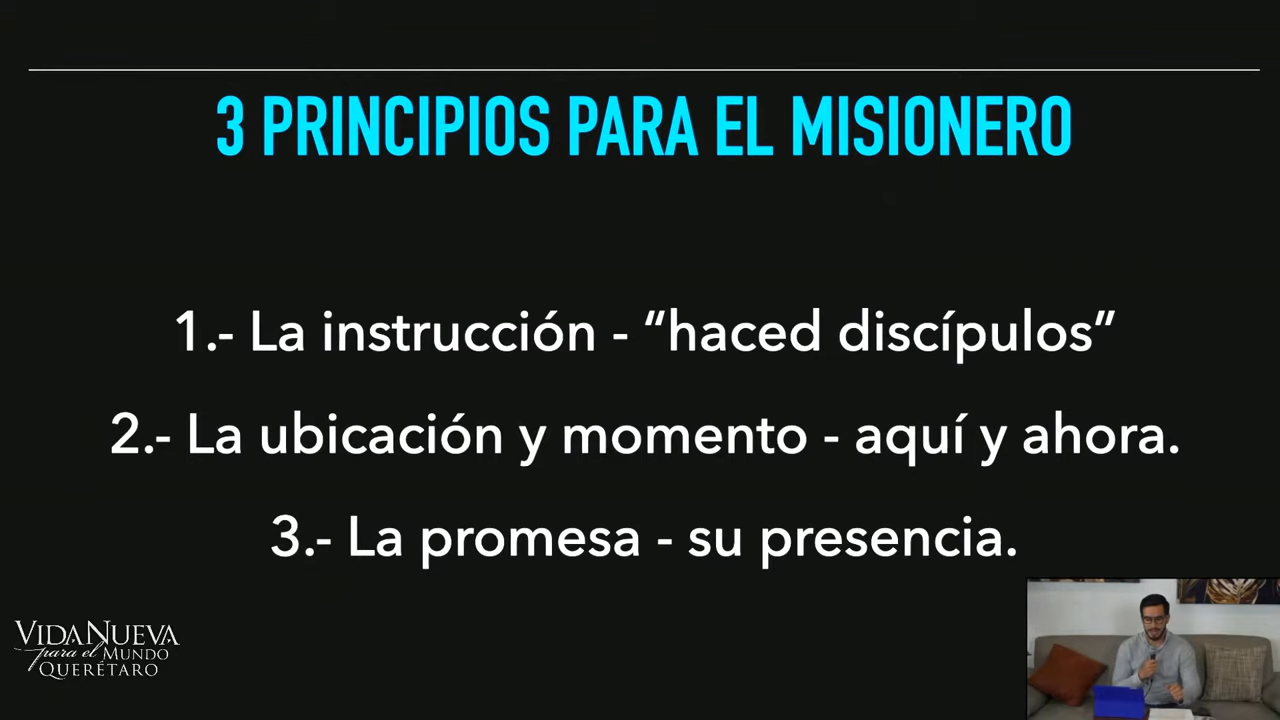 3 PRINCIPIOS PARA EL MISIONERO
1.- La instrucción - “haced discípulos”
2.- La ubicación y momento - aquí y ahora.
3.- La promesa - su presencia.
VIDA NUEVA
para el MUNDO
QUERÉTARO